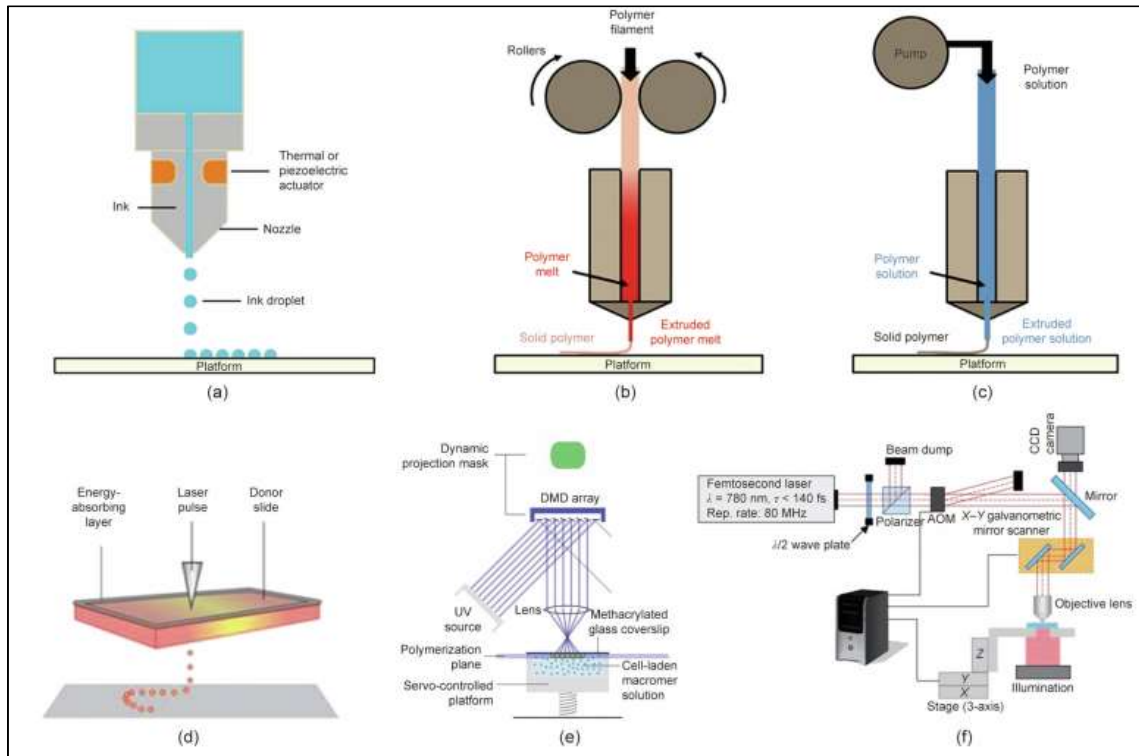 Thermal or
piezoelectric
actuator
Ink
Nozzle
Ink droplet
Platform
(a)
Polymer
filament
Rollers
Polymer
melt
Solid polymer
Extruded
polymer melt
Platform
(b)
Pump
Polymer
solution
Polymer
solution
Solid polymer
Extruded
polymer solution
Platform
(c)
Energy-
absorbing
layer
Laser
pulse
Donor
slide
(d)
Dynamic
projection mask
DMD array
UV
source
Lens
Methacrylated
glass coverslip
Polymerization
plane
Cell-laden
macromer
solution
Servo-controlled
platform
(e)
CCD
camera
Beam dump
Femtosecond laser
λ = 780 nm, τ < 140 fs
Rep. rate: 80 MHz
Polarizer
AOM
Mirror
X–Y galvanometric
mirror scanner
λ/2 wave plate
Objective lens
Z
Y
X
Illumination
Stage (3-axis)
(f)